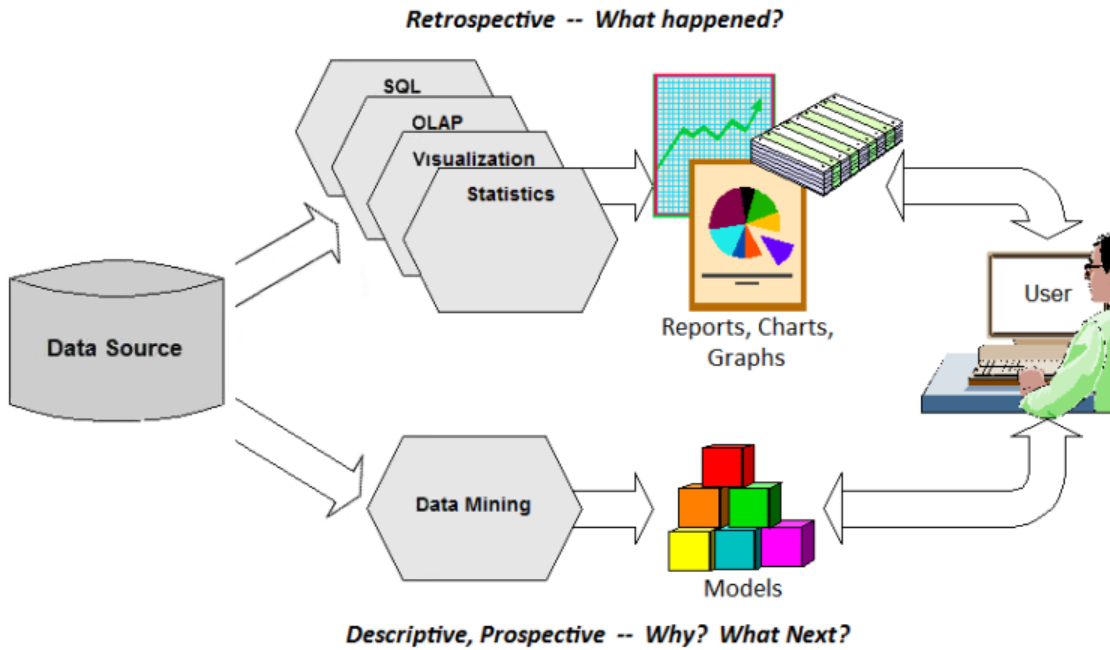 Retrospective -- What happened?
SQL
OLAP
Visualization
Statistics
Data Source
Reports, Charts,
Graphs
User
Data Mining
Models
Descriptive, Prospective -- Why? What Next?